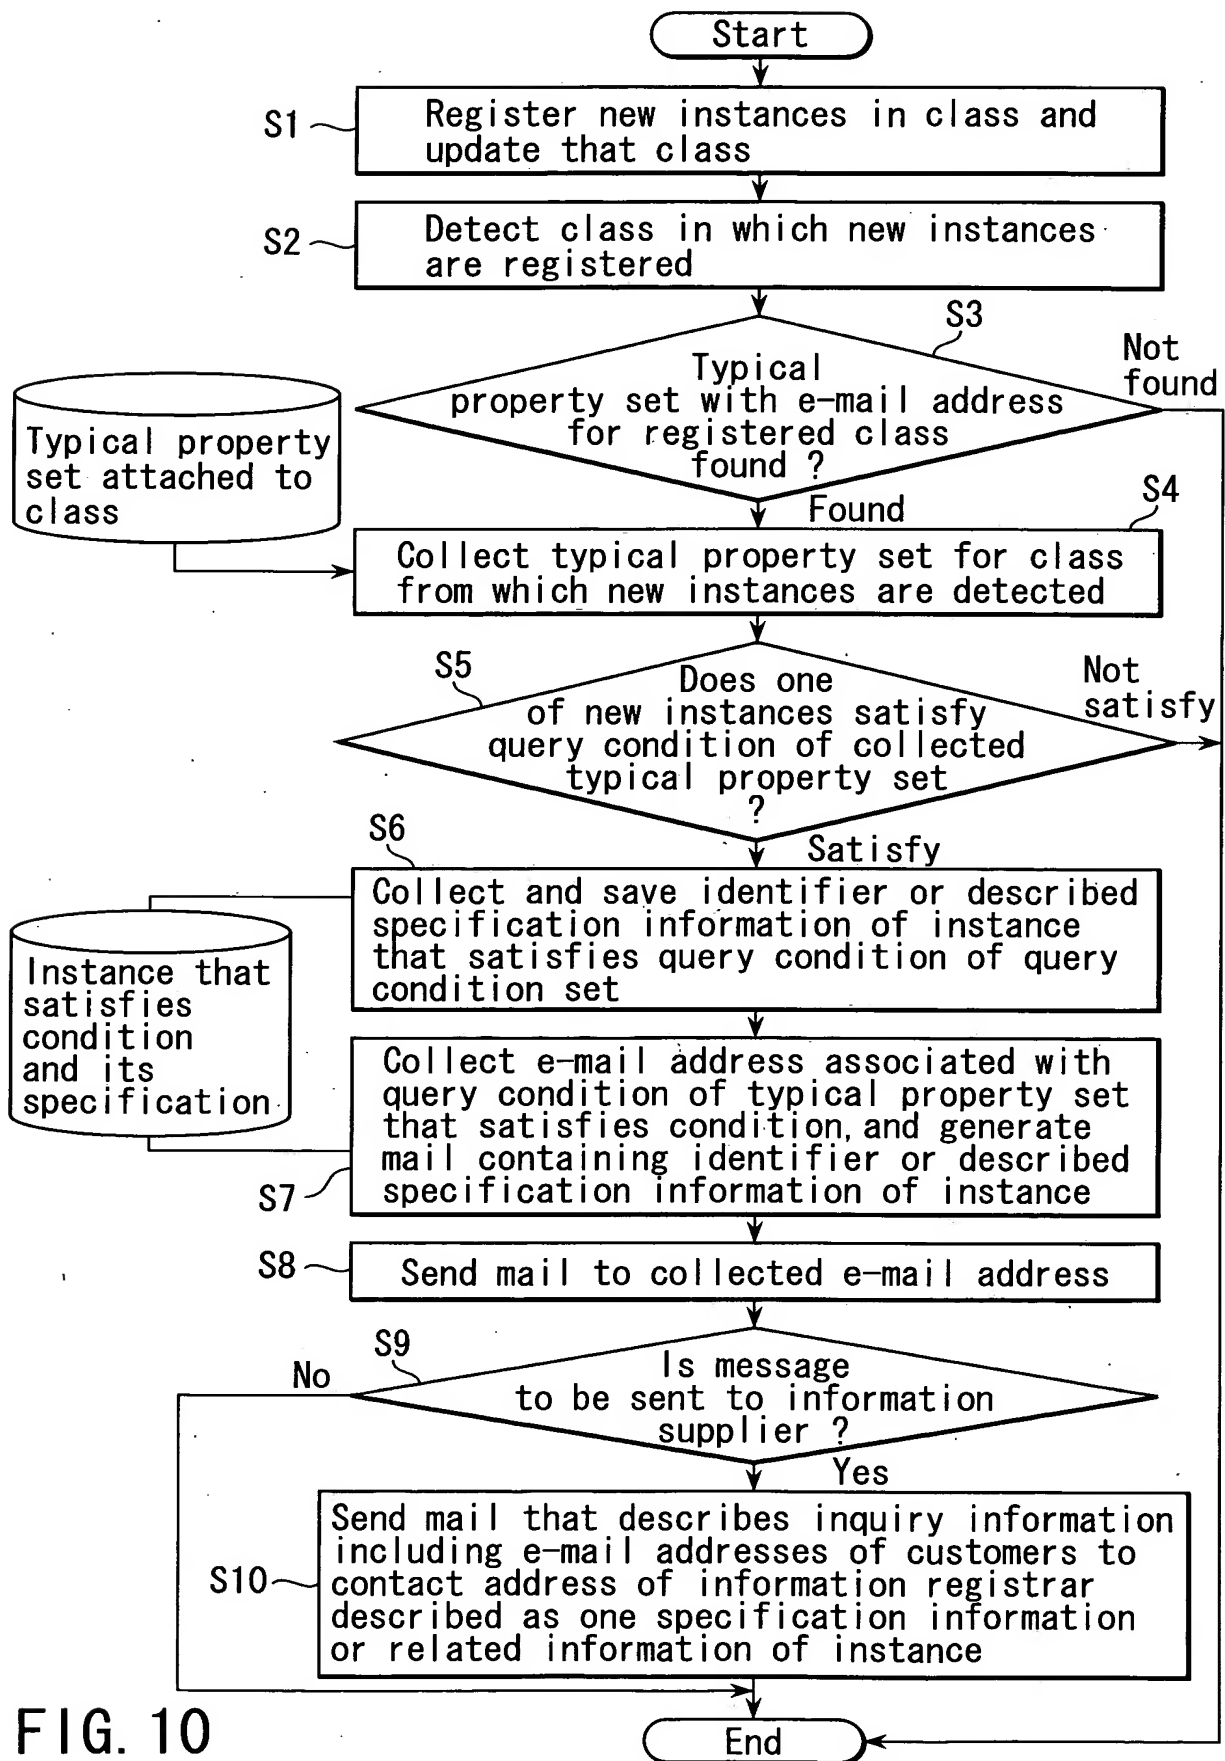 Start
S1
Register new instances in class and
update that class
S2
Detect class in which new instances
are registered
S3
Typical
property set with e-mail address
for registered class
found ?
Not
found
Typical property
set attached to
class
Found
S4
Collect typical property set for class
from which new instances are detected
S5
Does one
of new instances satisfy
query condition of collected
typical property set
?
Not
satisfy
S6
Satisfy
Collect and save identifier or described
specification information of instance
that satisfies query condition of query
condition set
Instance that
satisfies
condition
and its
specification
Collect e-mail address associated with
query condition of typical property set
that satisfies condition, and generate
mail containing identifier or described
specification information of instance
S7
S8
Send mail to collected e-mail address
S9
No
Is message
to be sent to information
supplier ?
Yes
Send mail that describes inquiry information
including e-mail addresses of customers to
contact address of information registrar
described as one specification information
or related information of instance
S10
End
FIG. 10